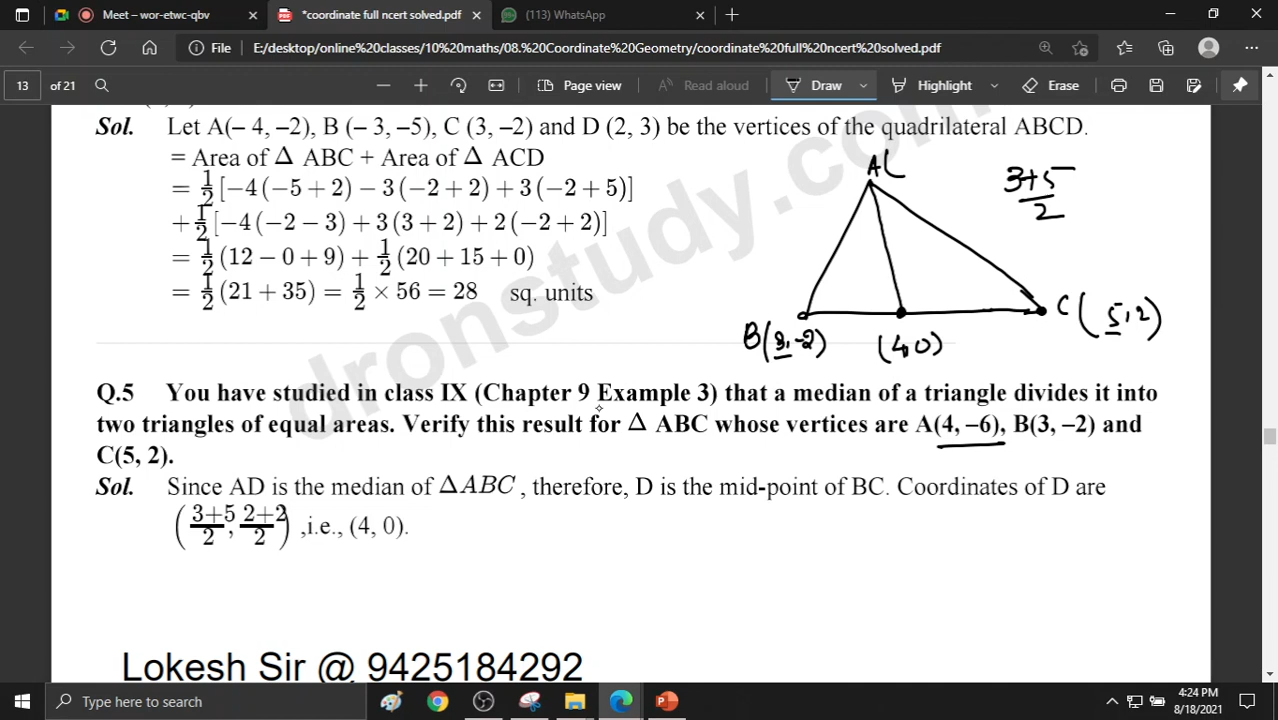 Meet – wor-etwc-qbv
*coordinate full ncert solved.pdf
(113) WhatsApp
File
E:/desktop/online%20classes/10%20maths/08.%20Coordinate%20Geometry/coordinate%20full%20ncert%20solved.pdf
13 of 21
Page view
Read aloud
Draw
Highlight
Erase
Sol. Let A(– 4, –2), B (– 3, –5), C (3, –2) and D (2, 3) be the vertices of the quadrilateral ABCD.
= Area of Δ ABC + Area of Δ ACD
= 1/2 [−4 (−5 + 2) − 3 (−2 + 2) + 3 (−2 + 5)]
+ 1/2 [−4 (−2 − 3) + 3 (3 + 2) + 2 (−2 + 2)]
= 1/2 (12 − 0 + 9) + 1/2 (20 + 15 + 0)
= 1/2 (21 + 35) = 1/2 × 56 = 28 sq. units
A(
3+5/2
B(3,-2)
(4,0)
C(5,2)
dronstudy.com
Q.5 You have studied in class IX (Chapter 9 Example 3) that a median of a triangle divides it into
two triangles of equal areas. Verify this result for Δ ABC whose vertices are A(4, –6), B(3, –2) and
C(5, 2).
Sol. Since AD is the median of ΔABC, therefore, D is the mid-point of BC. Coordinates of D are
(3+5/2, 2+2/2) ,i.e., (4, 0).
Lokesh Sir @ 9425184292
Type here to search
4:24 PM
8/18/2021